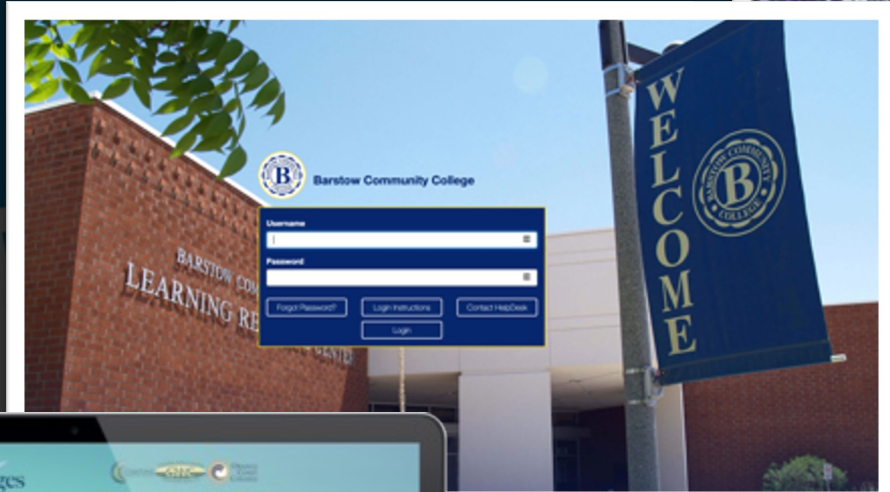 WELCOME
BARSTOW COMMUNITY COLLEGE
B
B
Barstow Community College
Username
Password
Forgot Password?
Login Instructions
Contact HelpDesk
Login
BARSTOW COM
LEARNING RE
CENTER
ges